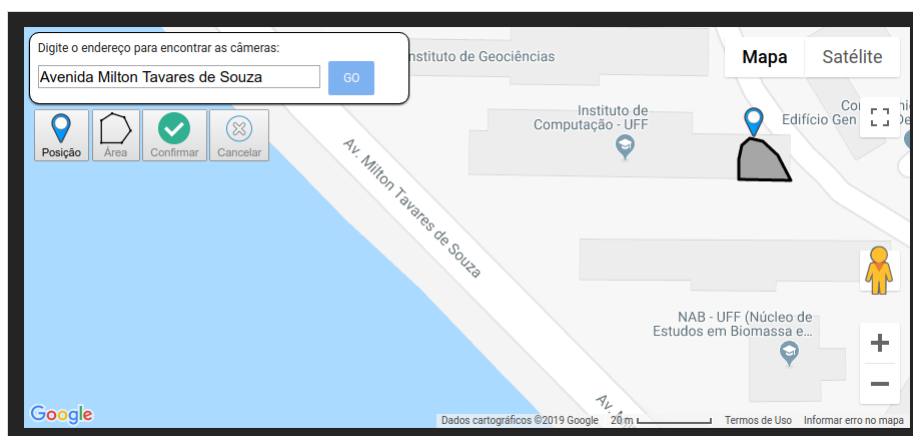 Digite o endereço para encontrar as câmeras:
Avenida Milton Tavares de Souza
GO
Posição
Área
Confirmar
Cancelar
Instituto de Geociências
Mapa
Satélite
Instituto de
Computação - UFF
Edifício Gen
Av. Milton Tavares de Souza
NAB - UFF (Núcleo de
Estudos em Biomassa e...
Av.
Google
Dados cartográficos ©2019 Google
20 m
Termos de Uso
Informar erro no mapa